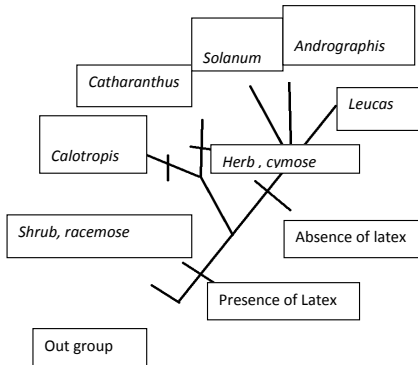 Andrographis
Solanum
Catharanthus
Leucas
Calotropis
Herb , cymose
Shrub, racemose
Absence of latex
Presence of Latex
Out group